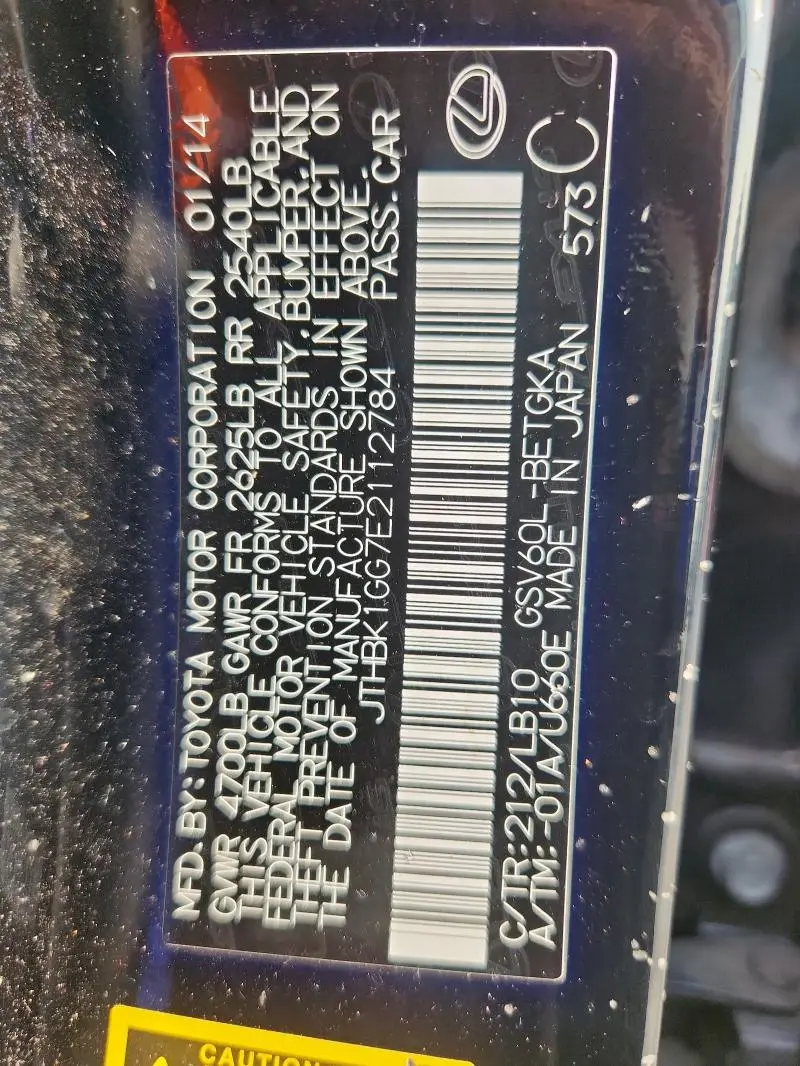 MFD. BY: TOYOTA MOTOR CORPORATION 01/14
GVWR 4700LB GAWR FR 2625LB RR 2540LB
THIS VEHICLE CONFORMS TO ALL APPLICABLE
FEDERAL MOTOR VEHICLE SAFETY, BUMPER, AND
THEFT PREVENTION STANDARDS IN EFFECT ON
THE DATE OF MANUFACTURE SHOWN ABOVE.
JTHBK1GG7E2112784 PASS. CAR
C/TR: 212/LB10 GSV60L-BETGKA
A/TM: -01A/U660E MADE IN JAPAN 573 C
CAUTION